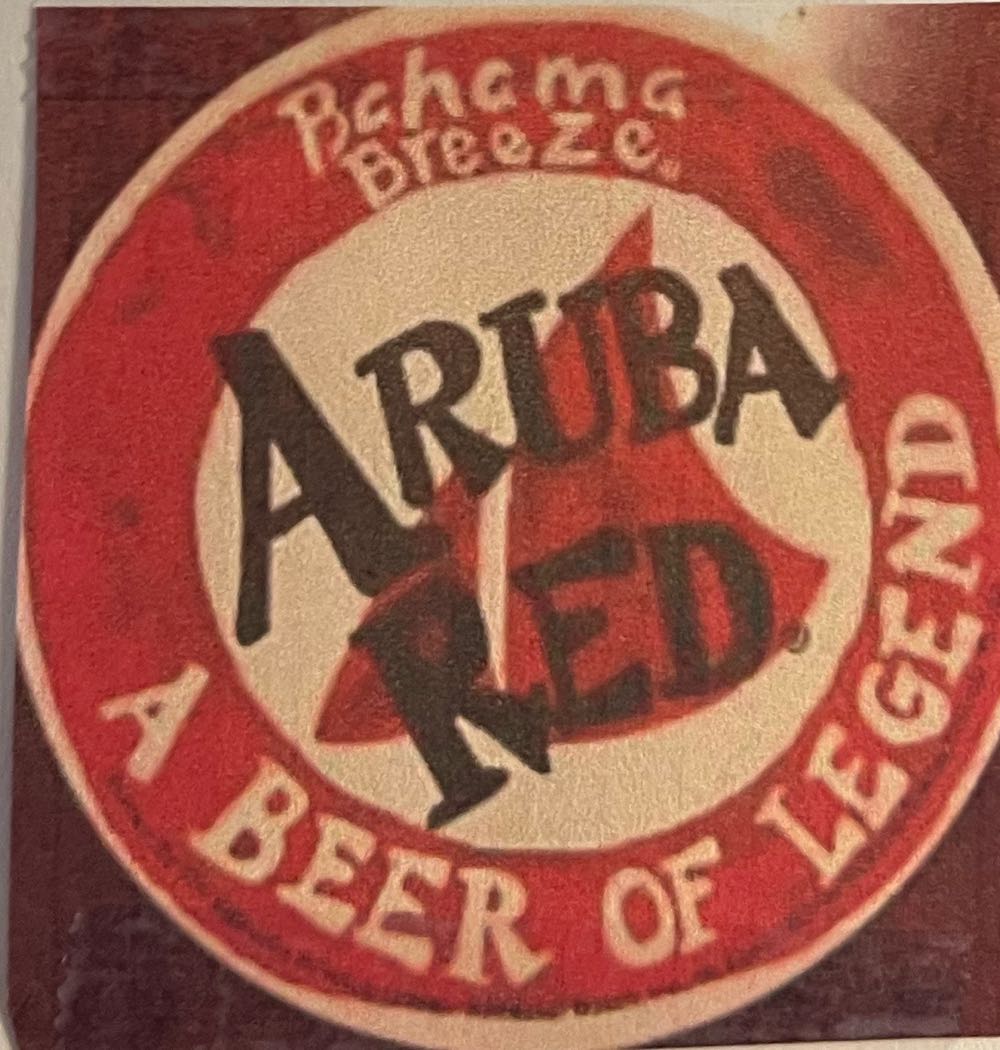 Bahama
Breeze®
ARUBA
RED®
A BEER OF LEGEND